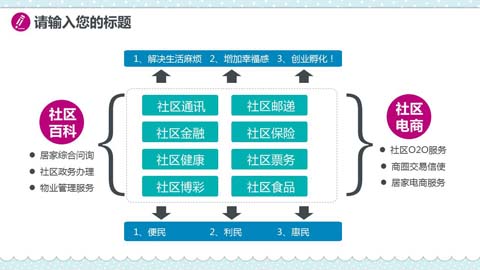 请输入您的标题
1、解决生活麻烦 2、增加幸福感 3、创业孵化！
社区
百科
居家综合问询
社区政务办理
物业管理服务
社区通讯 社区邮递
社区金融 社区保险
社区健康 社区票务
社区博彩 社区食品
社区
电商
社区O2O服务
商圈交易信使
居家电商服务
1、便民 2、利民 3、惠民